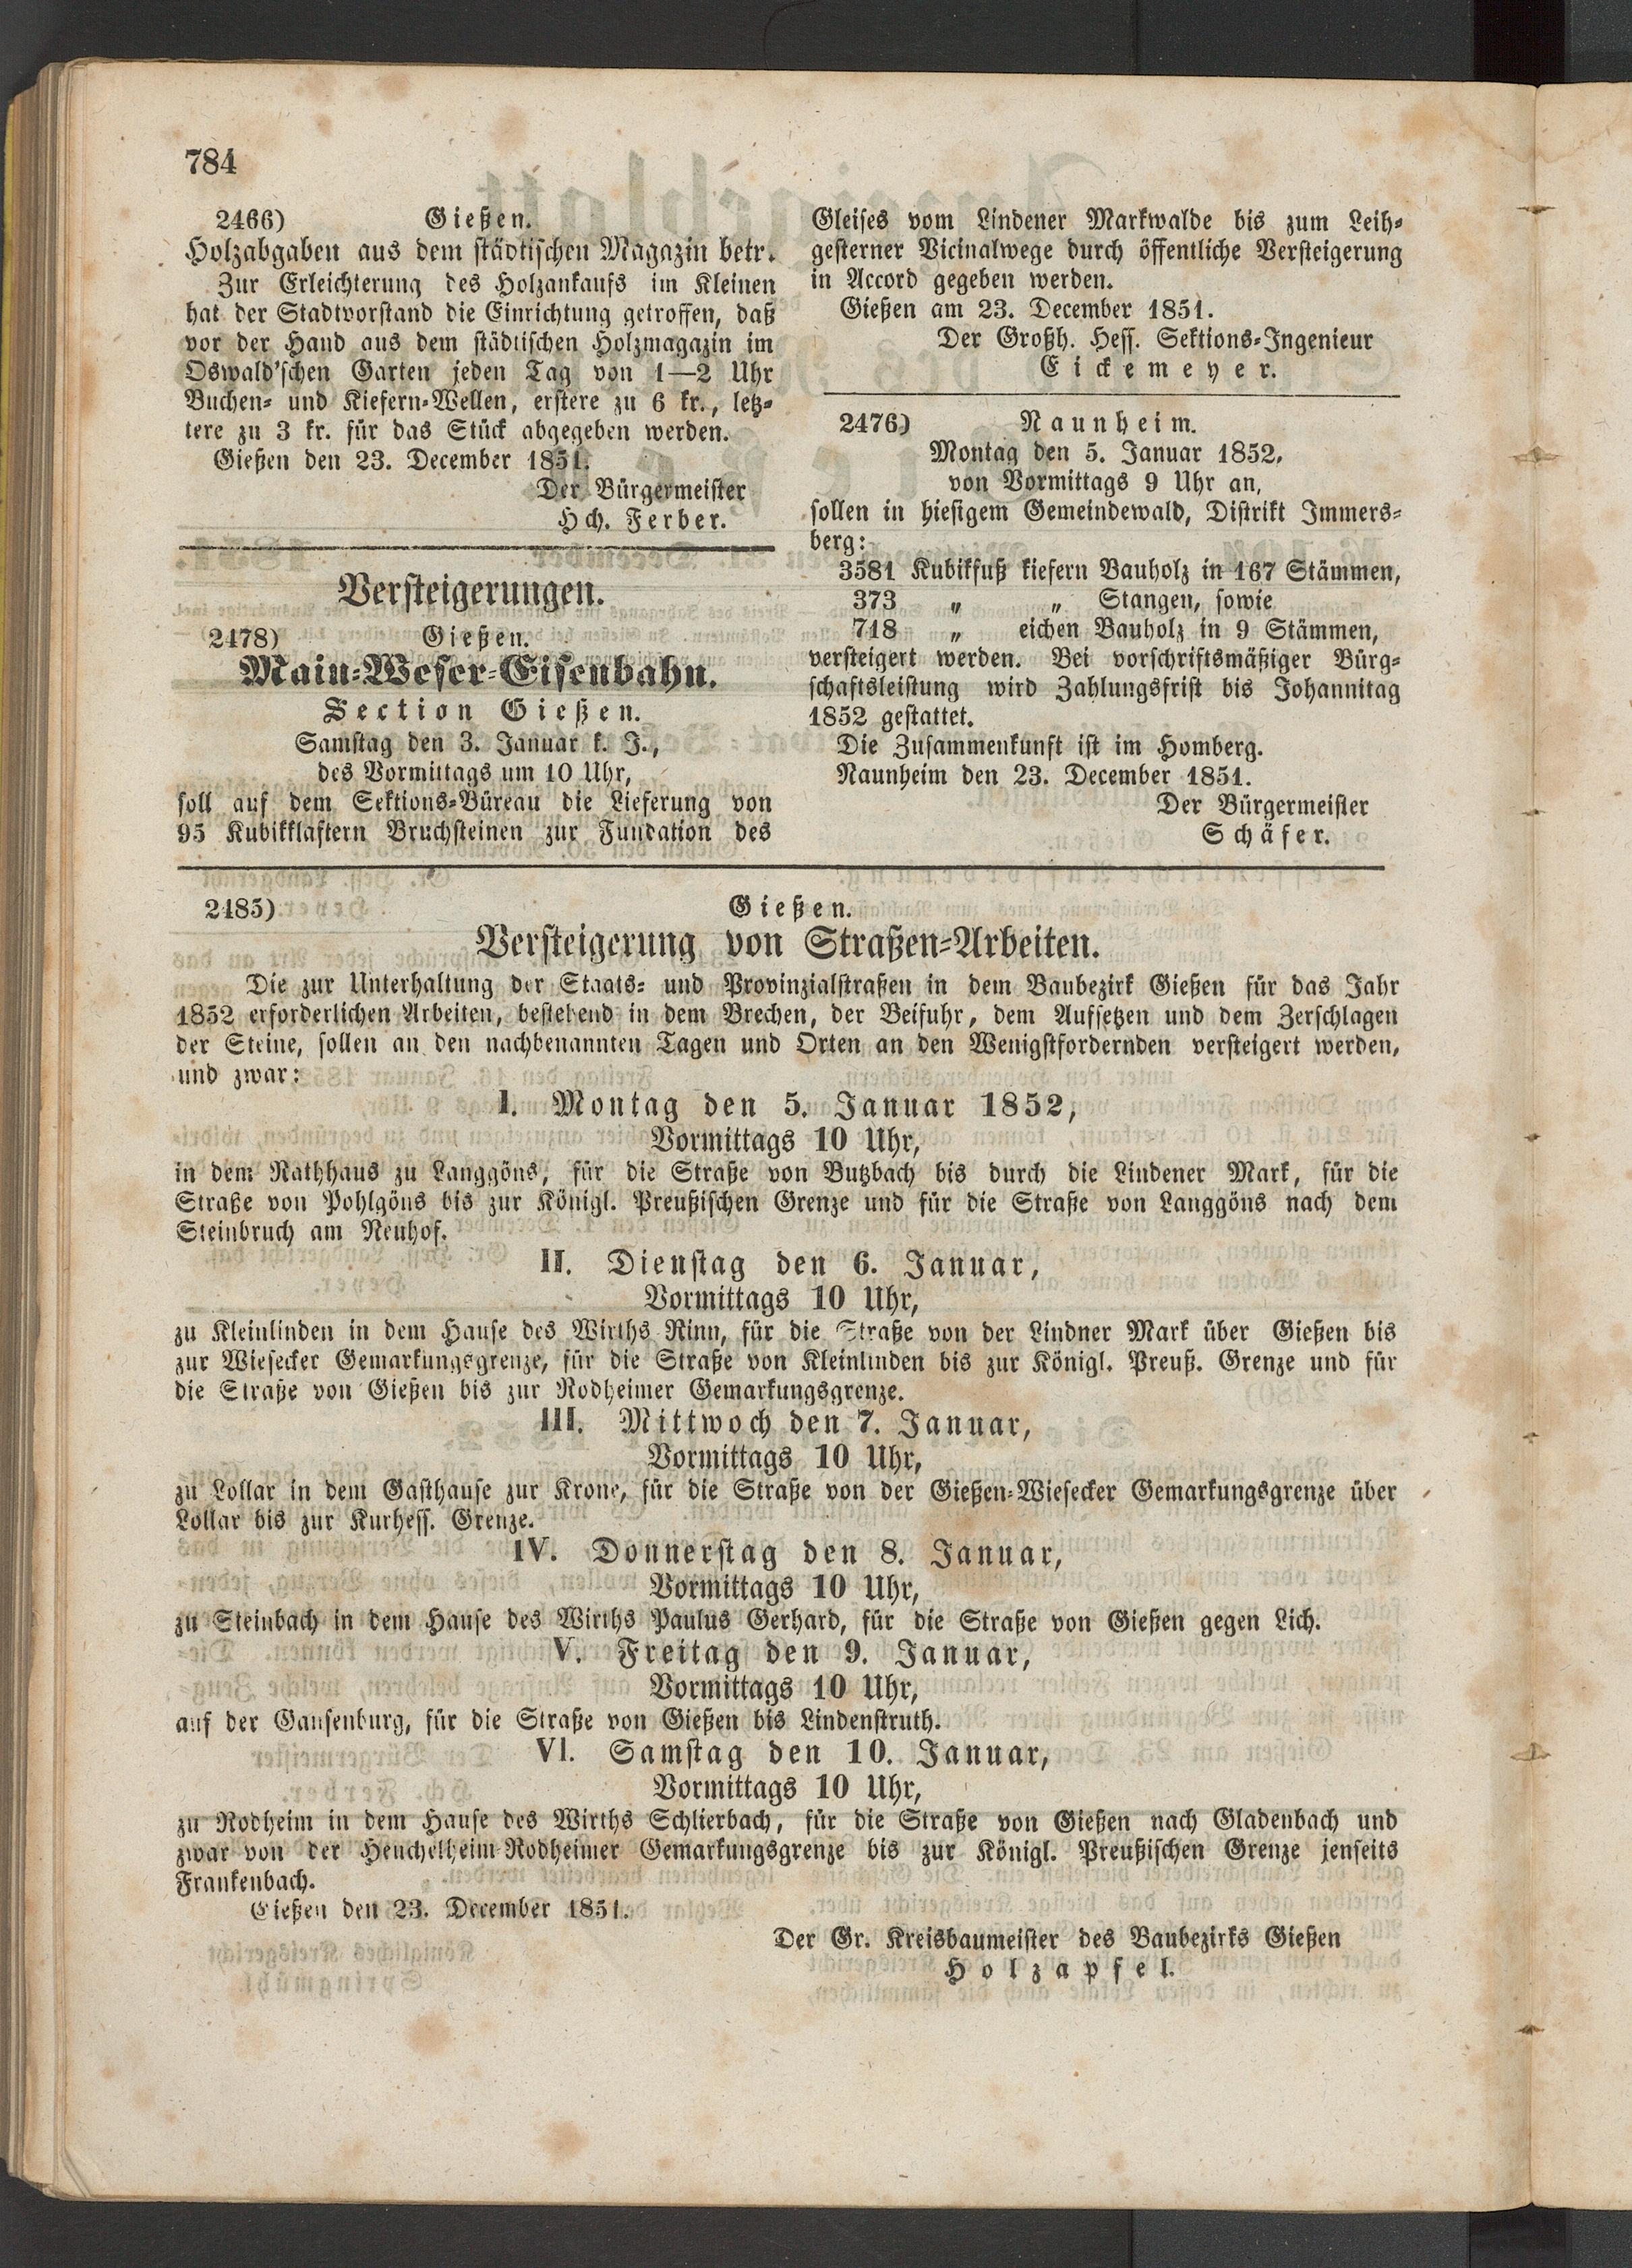 784
2466) Gießen.
Holzabgaben aus dem städtischen Magazin betr.
Zur Erleichterung des Holzankaufs im Kleinen
hat der Stadtvorstand die Einrichtung getroffen, daß
vor der Hand aus dem städtischen Holzmagazin im
Oswald'schen Garten jeden Tag von 1—2 Uhr
Buchen- und Kiefern-Wellen, erstere zu 6 kr., letz-
tere zu 3 kr. für das Stück abgegeben werden.
Gießen den 23. December 1851.
Der Bürgermeister
Hch. Ferber.
Versteigerungen.
2478) Gießen.
Main-Weser-Eisenbahn.
Section Gießen.
Samstag den 3. Januar k. J.,
des Vormittags um 10 Uhr,
soll auf dem Sektions-Büreau die Lieferung von
95 Kubikklaftern Bruchsteinen zur Fundation des
Gleises vom Lindener Markwalde bis zum Leih-
gesterner Vicinalwege durch öffentliche Versteigerung
in Accord gegeben werden.
Gießen am 23. December 1851.
Der Großh. Hess. Sektions-Ingenieur
Eickemeyer.
2476) Naunheim.
Montag den 5. Januar 1852,
von Vormittags 9 Uhr an,
sollen in hiesigem Gemeindewald, Distrikt Immers-
berg:
3581 Kubikfuß kiefern Bauholz in 167 Stämmen,
373 „ „ Stangen, sowie
718 „ eichen Bauholz in 9 Stämmen,
versteigert werden. Bei vorschriftsmäßiger Bürg-
schaftsleistung wird Zahlungsfrist bis Johannitag
1852 gestattet.
Die Zusammenkunft ist im Homberg.
Naunheim den 23. December 1851.
Der Bürgermeister
Schäfer.
2485) Gießen.
Versteigerung von Straßen-Arbeiten.
Die zur Unterhaltung der Staats- und Provinzialstraßen in dem Baubezirk Gießen für das Jahr
1852 erforderlichen Arbeiten, bestehend in dem Brechen, der Beifuhr, dem Aufsetzen und dem Zerschlagen
der Steine, sollen an den nachbenannten Tagen und Orten an den Wenigstfordernden versteigert werden,
und zwar:
I. Montag den 5. Januar 1852,
Vormittags 10 Uhr,
in dem Rathhaus zu Langgöns, für die Straße von Butzbach bis durch die Lindener Mark, für die
Straße von Pohlgöns bis zur Königl. Preußischen Grenze und für die Straße von Langgöns nach dem
Steinbruch am Neuhof.
II. Dienstag den 6. Januar,
Vormittags 10 Uhr,
zu Kleinlinden in dem Hause des Wirths Rinn, für die Straße von der Lindner Mark über Gießen bis
zur Wiesecker Gemarkungsgrenze, für die Straße von Kleinlinden bis zur Königl. Preuß. Grenze und für
die Straße von Gießen bis zur Rodheimer Gemarkungsgrenze.
III. Mittwoch den 7. Januar,
Vormittags 10 Uhr,
zu Lollar in dem Gasthause zur Krone, für die Straße von der Gießen-Wiesecker Gemarkungsgrenze über
Lollar bis zur Kurhess. Grenze.
IV. Donnerstag den 8. Januar,
Vormittags 10 Uhr,
zu Steinbach in dem Hause des Wirths Paulus Gerhard, für die Straße von Gießen gegen Lich.
V. Freitag den 9. Januar,
Vormittags 10 Uhr,
auf der Gansenburg, für die Straße von Gießen bis Lindenstruth.
VI. Samstag den 10. Januar,
Vormittags 10 Uhr,
zu Rodheim in dem Hause des Wirths Schlierbach, für die Straße von Gießen nach Gladenbach und
zwar von der Heuchelheim-Rodheimer Gemarkungsgrenze bis zur Königl. Preußischen Grenze jenseits
Frankenbach.
Gießen den 23. December 1851.
Der Gr. Kreisbaumeister des Baubezirks Gießen
Holzapfel.